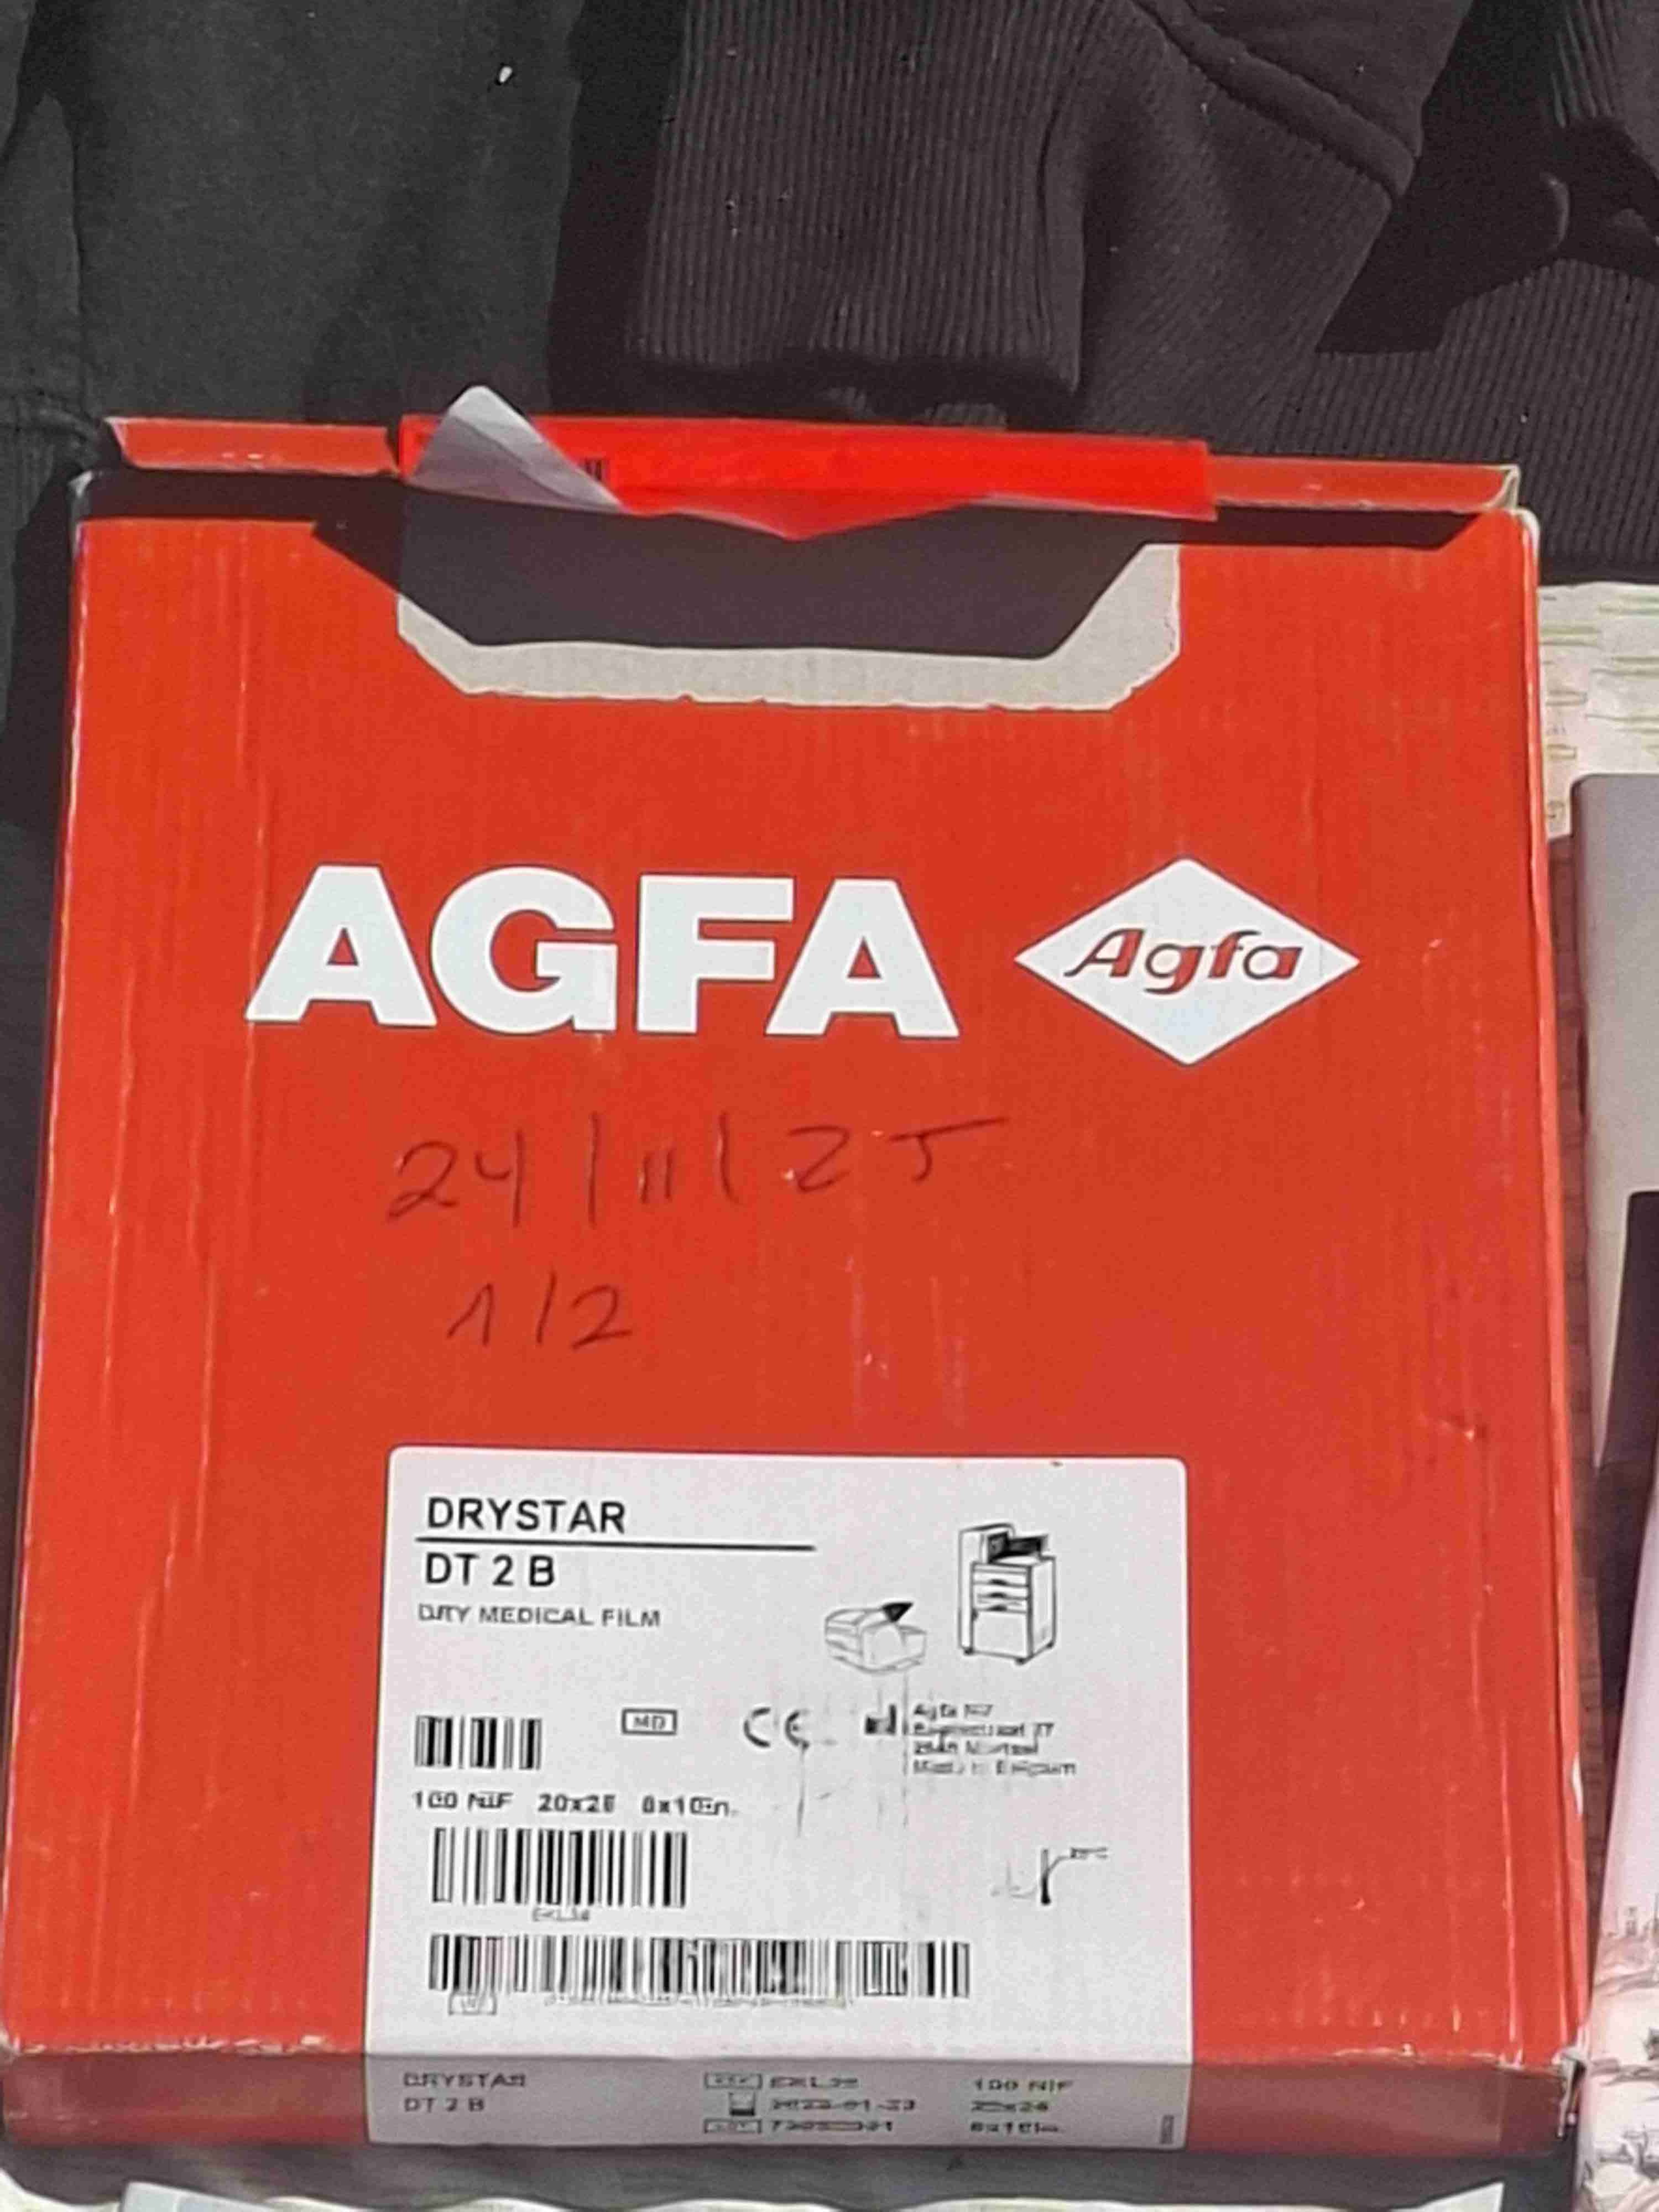 AGFA
Agfa
24/11/25
1/2
DRYSTAR
DT 2 B
DRY MEDICAL FILM
MD
CE
100 NIF 8x10in.
DRYSTAR
DT 2 B
100 NIF
8x10in.